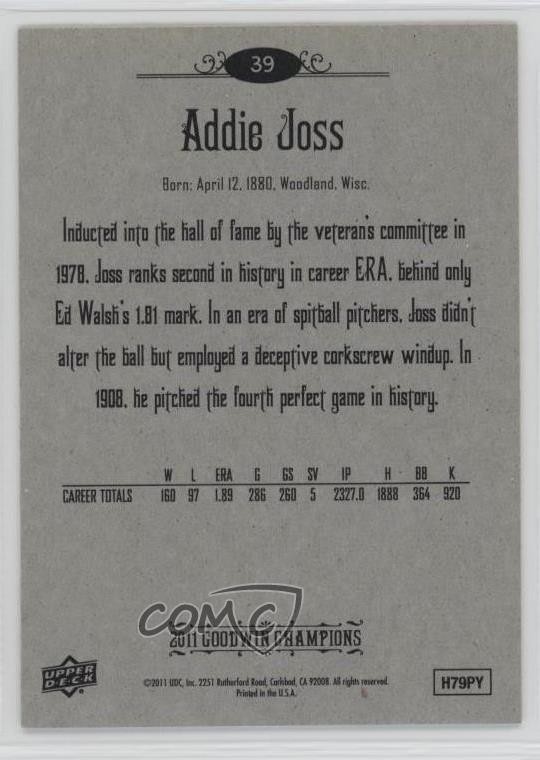 39
Addie Joss
Born: April 12, 1880, Woodland, Wisc.
Inducted into the hall of fame by the veteran's committee in
1978, Joss ranks second in history in career ERA, behind only
Ed Walsh's 1.81 mark. In an era of spitball pitchers, Joss didn't
alter the ball but employed a deceptive corkscrew windup. In
1908, he pitched the fourth perfect game in history.
W L ERA G GS SV IP H BB K
CAREER TOTALS 160 97 1.89 286 260 5 2327.0 1888 364 920
COMC
2011 GOODWIN CHAMPIONS
UPPER
DECK
©2011 UDC, Inc. 2251 Rutherford Road, Carlsbad, CA 92008. All rights reserved.
Printed in the U.S.A.
H79PY